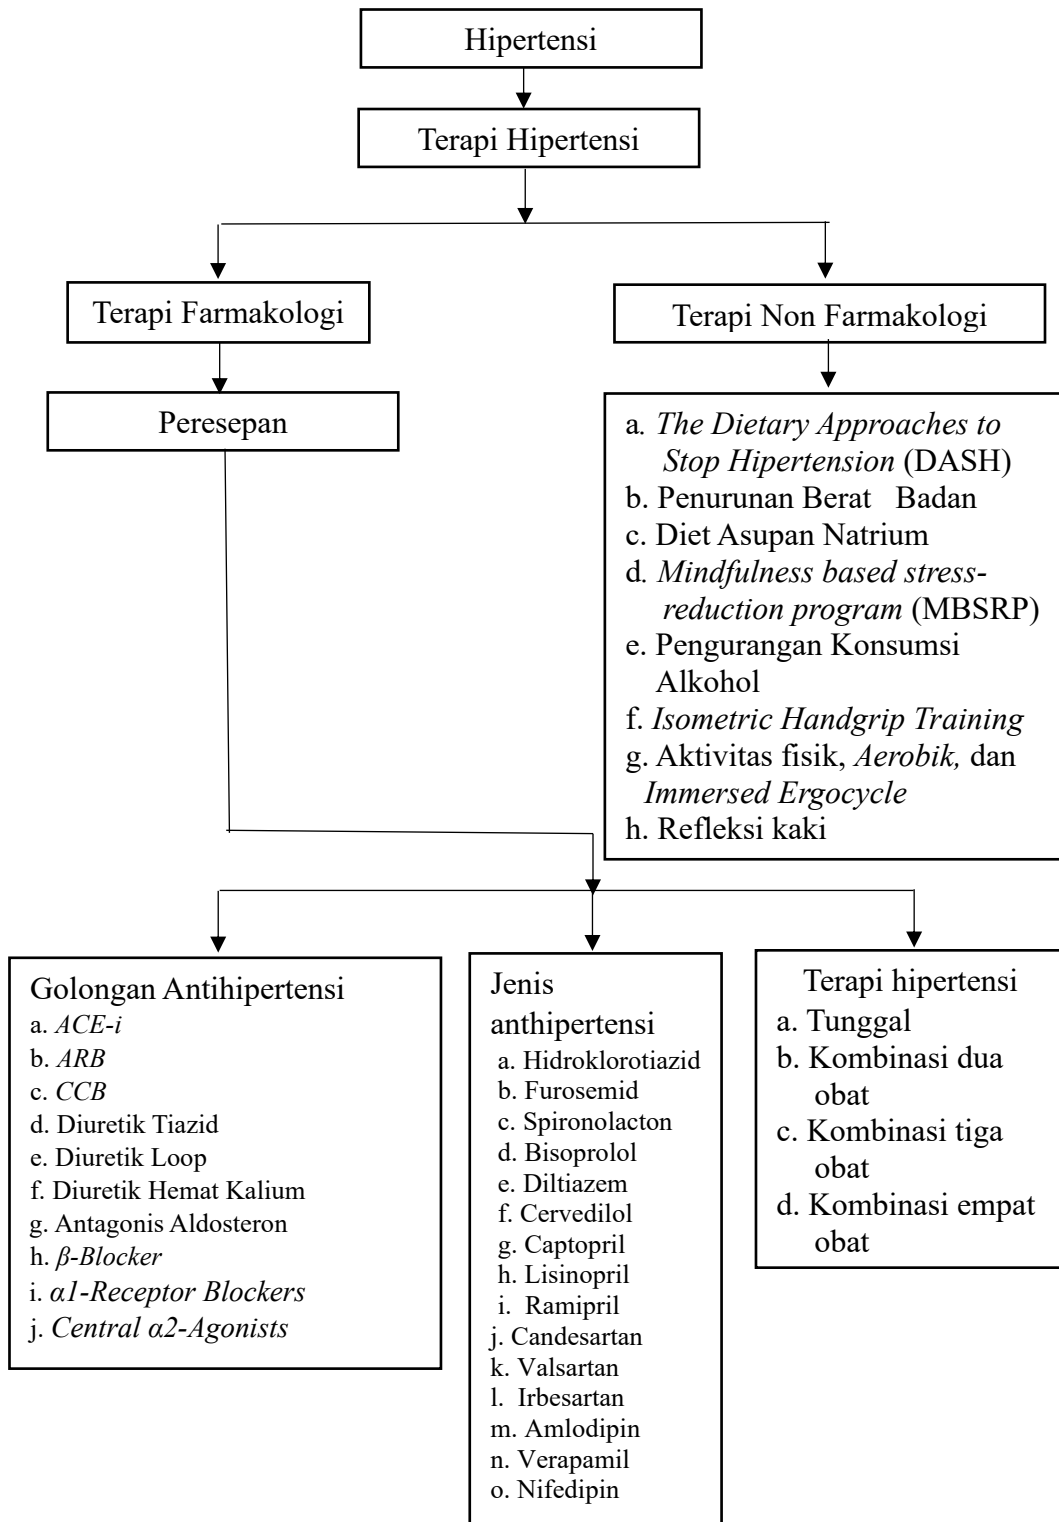 Hipertensi
Terapi Hipertensi
Terapi Farmakologi
Terapi Non Farmakologi
Peresepan
a. The Dietary Approaches to
Stop Hipertension (DASH)
b. Penurunan Berat Badan
c. Diet Asupan Natrium
d. Mindfulness based stress-
reduction program (MBSRP)
e. Pengurangan Konsumsi
Alkohol
f. Isometric Handgrip Training
g. Aktivitas fisik, Aerobik, dan
Immersed Ergocycle
h. Refleksi kaki
Golongan Antihipertensi
a. ACE-i
b. ARB
c. CCB
d. Diuretik Tiazid
e. Diuretik Loop
f. Diuretik Hemat Kalium
g. Antagonis Aldosteron
h. β-Blocker
i. α1-Receptor Blockers
j. Central α2-Agonists
Jenis
anthipertensi
a. Hidroklorotiazid
b. Furosemid
c. Spironolacton
d. Bisoprolol
e. Diltiazem
f. Cervedilol
g. Captopril
h. Lisinopril
i. Ramipril
j. Candesartan
k. Valsartan
l. Irbesartan
m. Amlodipin
n. Verapamil
o. Nifedipin
Terapi hipertensi
a. Tunggal
b. Kombinasi dua
obat
c. Kombinasi tiga
obat
d. Kombinasi empat
obat